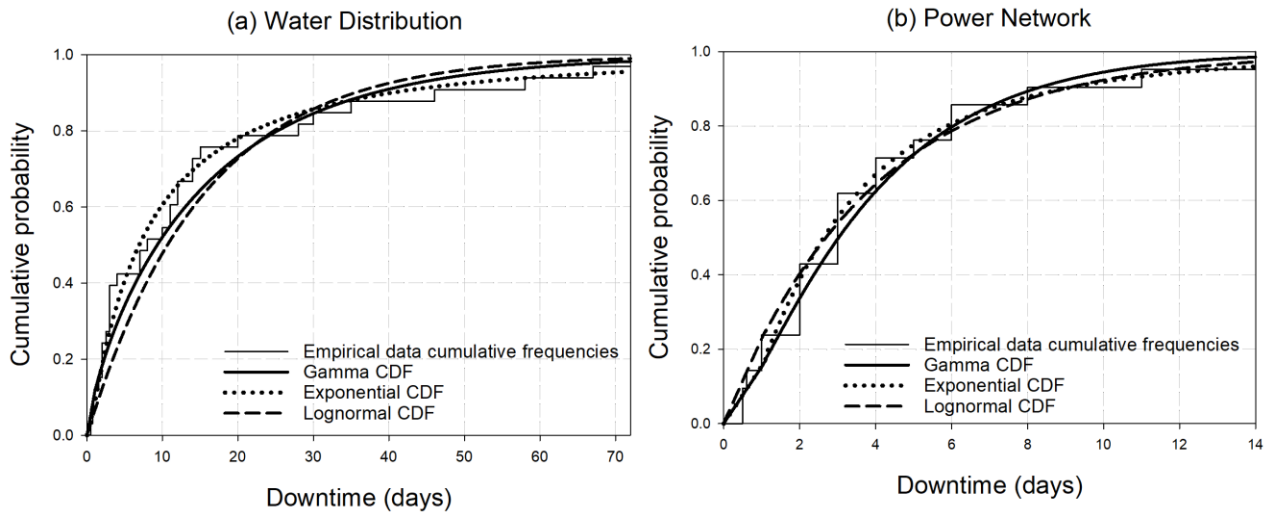 (a) Water Distribution
Cumulative probability
1.0
0.8
0.6
0.4
0.2
0.0
Empirical data cumulative frequencies
Gamma CDF
Exponential CDF
Lognormal CDF
0 10 20 30 40 50 60 70
Downtime (days)
(b) Power Network
Cumulative probability
1.0
0.8
0.6
0.4
0.2
0.0
Empirical data cumulative frequencies
Gamma CDF
Exponential CDF
Lognormal CDF
0 2 4 6 8 10 12 14
Downtime (days)